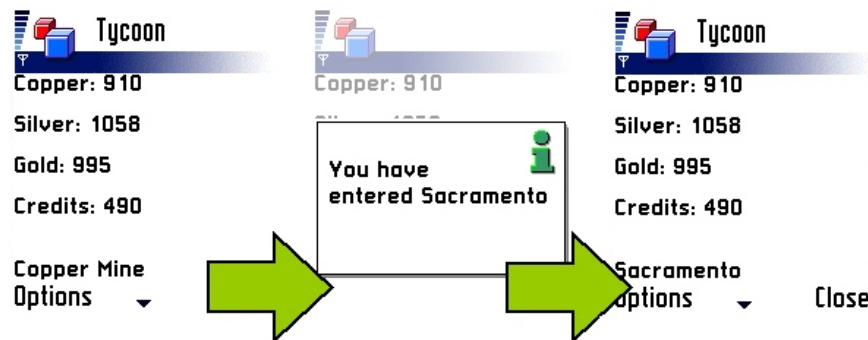 Tycoon
Copper: 910
Silver: 1058
Gold: 995
Credits: 490
Copper Mine
Options
Copper: 910
You have
entered Sacramento
Tycoon
Copper: 910
Silver: 1058
Gold: 995
Credits: 490
Sacramento
Options
Close